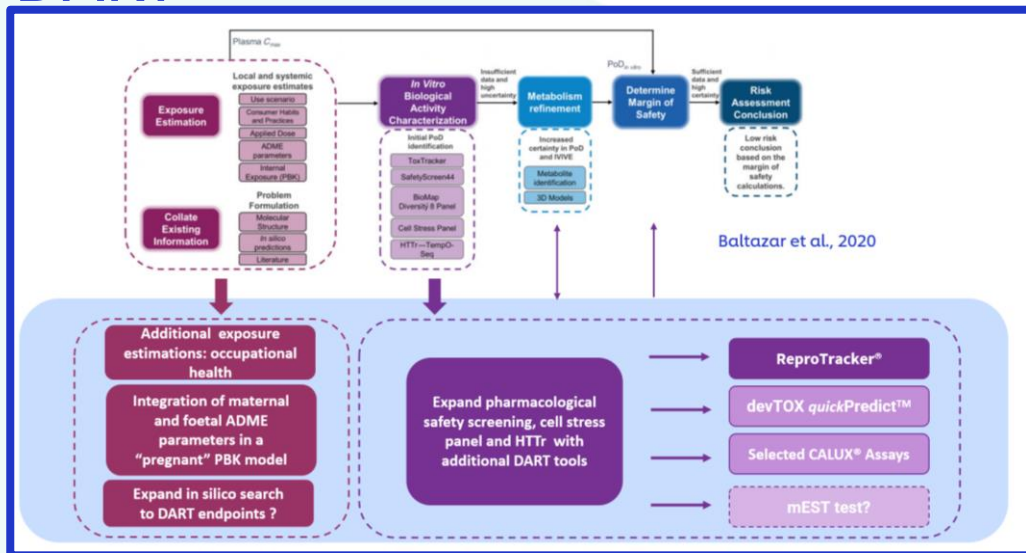 Plasma Cmax
Local and systemic
exposure estimates
Exposure
Estimation
Use scenario
Consumer Habits
and Practices
Applied Dose
ADME
parameters
Internal
Exposure (PBK)
Problem
Formulation
Collate
Existing
Information
Molecular
Structure
In silico
predictions
Literature
In Vitro
Biological
Activity
Characterization
Initial PoD
identification
ToxTracker
SafetyScreen44
BioMap
Diversity 8 Panel
Cell Stress Panel
HTTr—TempO-
Seq
Insufficient
data and
high
uncertainty
Metabolism
refinement
Increased
certainty in PoD
and IVIVE
Metabolite
identification
3D Models
PoDin vitro
Determine
Margin of
Safety
Sufficient
data and
high
certainty
Risk
Assessment
Conclusion
Low risk
conclusion
based on the
margin of
safety
calculations.
Baltazar et al., 2020
Additional exposure
estimations: occupational
health
Integration of maternal
and foetal ADME
parameters in a
"pregnant" PBK model
Expand in silico search
to DART endpoints ?
Expand pharmacological
safety screening, cell stress
panel and HTTr with
additional DART tools
ReproTracker®
devTOX quickPredict™
Selected CALUX® Assays
mEST test?